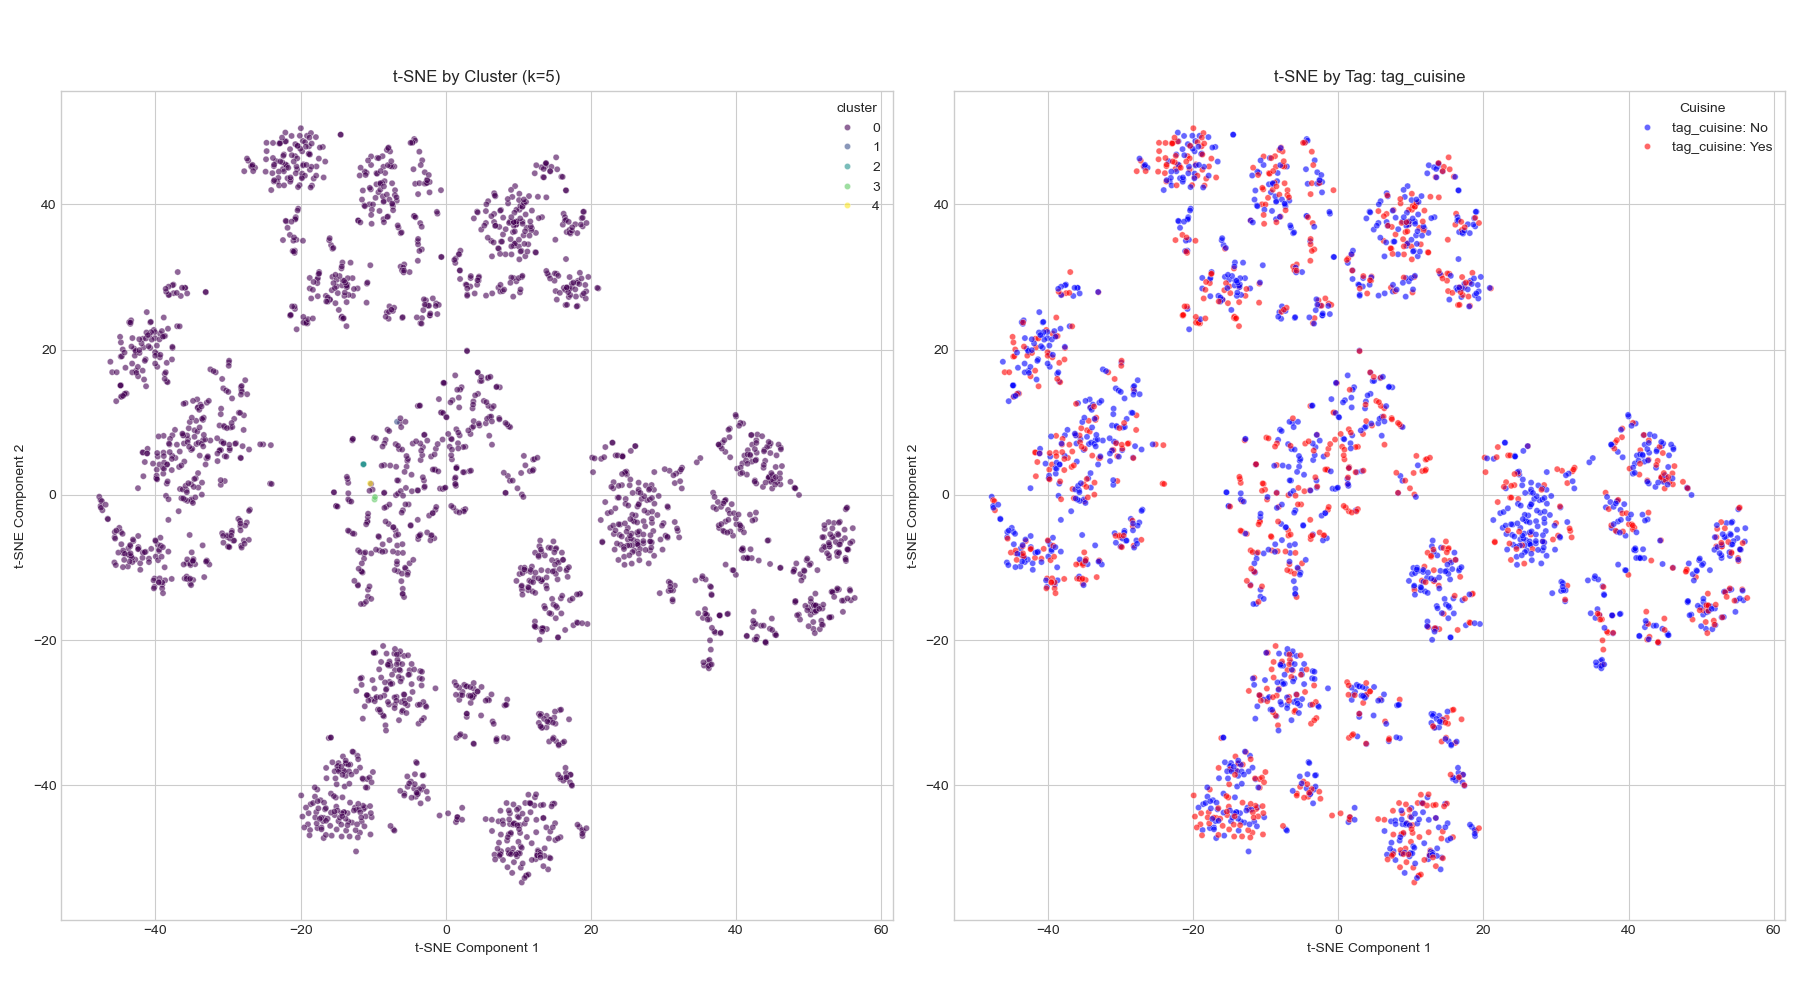 t-SNE by Cluster (k=5)
cluster
0
1
2
3
4
40
20
0
−20
−40
−40
−20
0
20
40
60
t-SNE Component 1
t-SNE Component 2
t-SNE by Tag: tag_cuisine
Cuisine
tag_cuisine: No
tag_cuisine: Yes
40
20
0
−20
−40
−40
−20
0
20
40
60
t-SNE Component 1
t-SNE Component 2